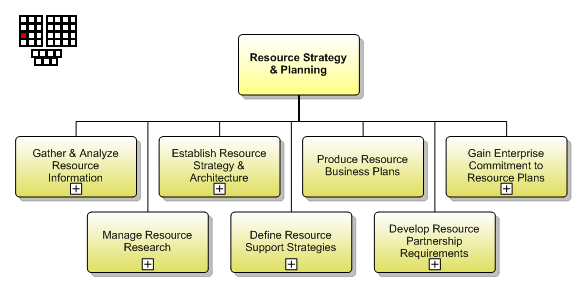 Resource Strategy
& Planning
Gather & Analyze
Resource
Information
Establish Resource
Strategy &
Architecture
Produce Resource
Business Plans
Gain Enterprise
Commitment to
Resource Plans
Manage Resource
Research
Define Resource
Support Strategies
Develop Resource
Partnership
Requirements